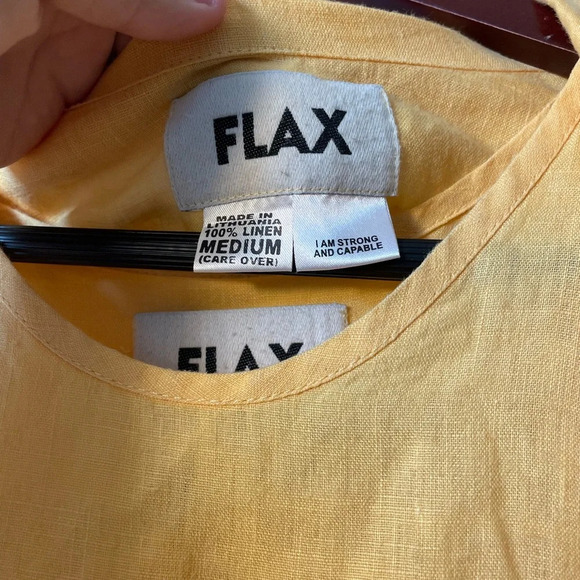 FLAX
MADE IN
LITHUANIA
100% LINEN
MEDIUM
(CARE OVER)
I AM STRONG
AND CAPABLE
FLAX